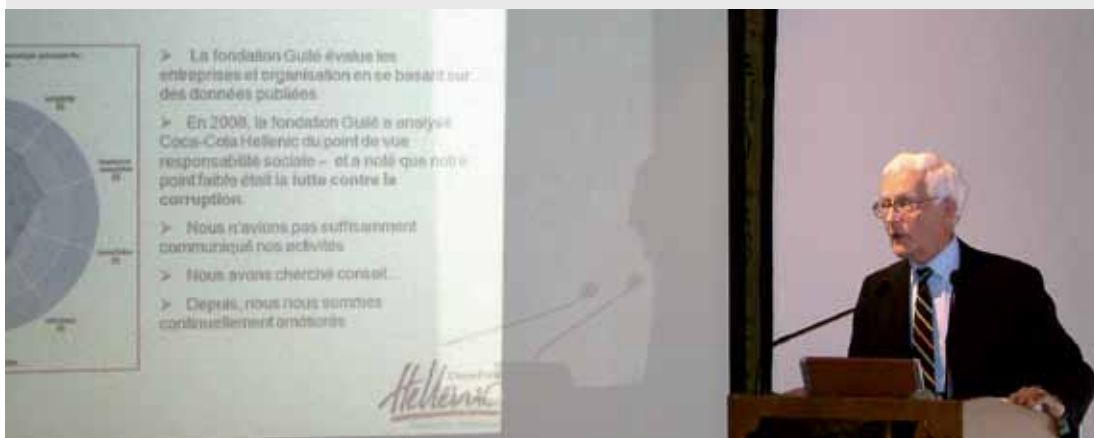 ➢ La fondation Guilé évalue les
entreprises et organisation en se basant sur
des données publiées
➢ En 2008, la fondation Guilé a analysé
Coca-Cola Hellenic du point de vue
responsabilité sociale – et a noté que notre
point faible était la lutte contre la
corruption.
➢ Nous n'avions pas suffisamment
communiqué nos activités
➢ Nous avons cherché conseil...
➢ Depuis, nous nous sommes
continuellement améliorés
Hellenic